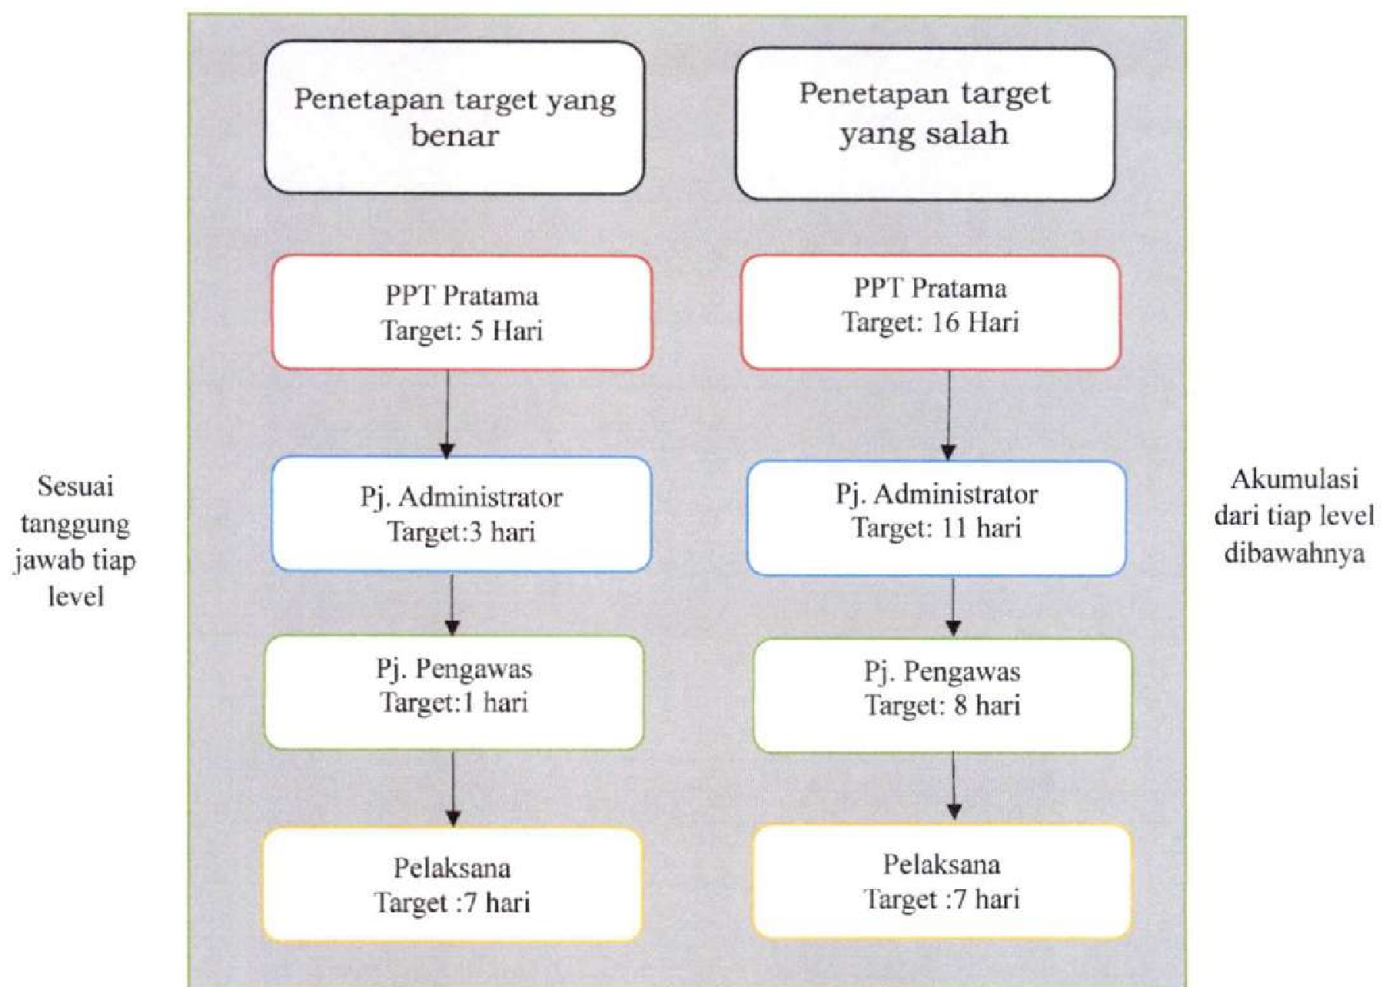 Penetapan target yang
benar
Penetapan target
yang salah
PPT Pratama
Target: 5 Hari
PPT Pratama
Target: 16 Hari
Sesuai
tanggung
jawab tiap
level
Pj. Administrator
Target:3 hari
Pj. Administrator
Target: 11 hari
Akumulasi
dari tiap level
dibawahnya
Pj. Pengawas
Target:1 hari
Pj. Pengawas
Target: 8 hari
Pelaksana
Target :7 hari
Pelaksana
Target :7 hari